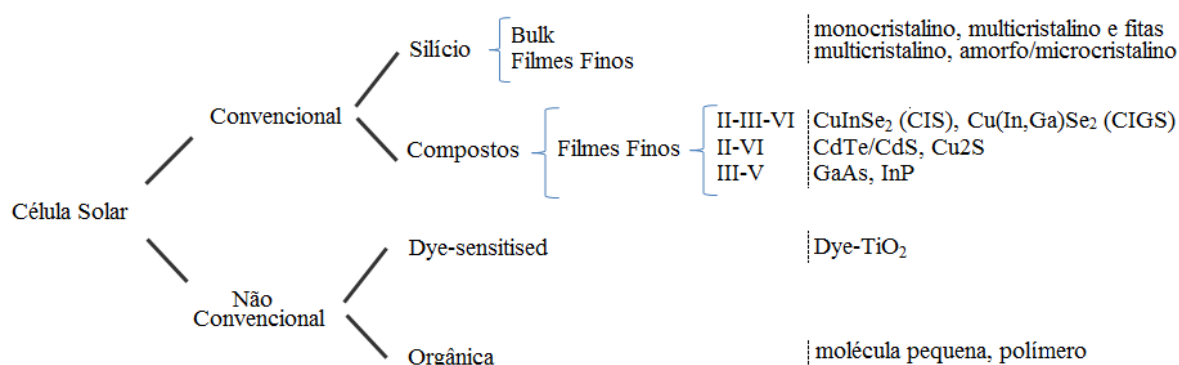 monocristalino, multicristalino e fitas
Silício
Bulk
Filmes Finos
multicristalino, amorfo/microcristalino
Convencional
II-III-VI
CuInSe₂ (CIS), Cu(In,Ga)Se₂ (CIGS)
Compostos
Filmes Finos
II-VI
CdTe/CdS, Cu2S
III-V
GaAs, InP
Célula Solar
Dye-sensitised
Dye-TiO₂
Não
Convencional
Orgânica
molécula pequena, polímero